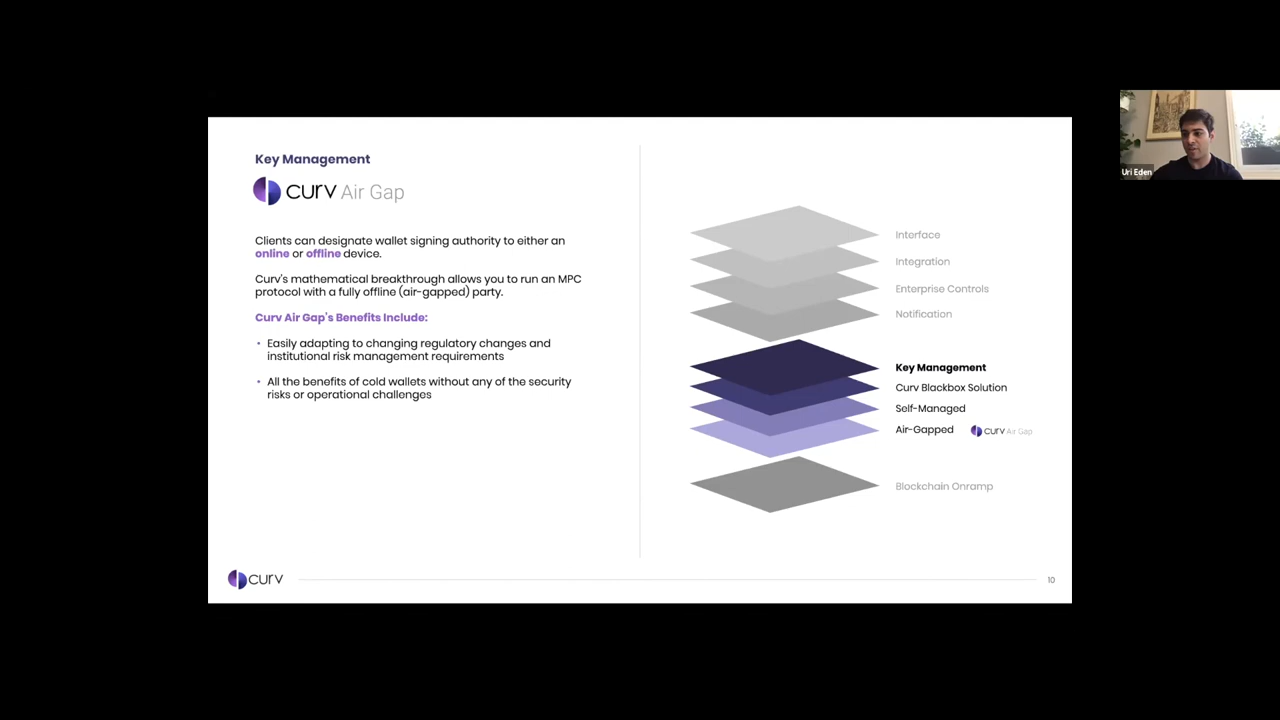 Key Management
curv Air Gap
Clients can designate wallet signing authority to either an
online or offline device.
Curv's mathematical breakthrough allows you to run an MPC
protocol with a fully offline (air-gapped) party.
Curv Air Gap's Benefits Include:
• Easily adapting to changing regulatory changes and
institutional risk management requirements
• All the benefits of cold wallets without any of the security
risks or operational challenges
Interface
Integration
Enterprise Controls
Notification
Key Management
Curv Blackbox Solution
Self-Managed
Air-Gapped curv Air Gap
Blockchain Onramp
curv
10
Uri Eden